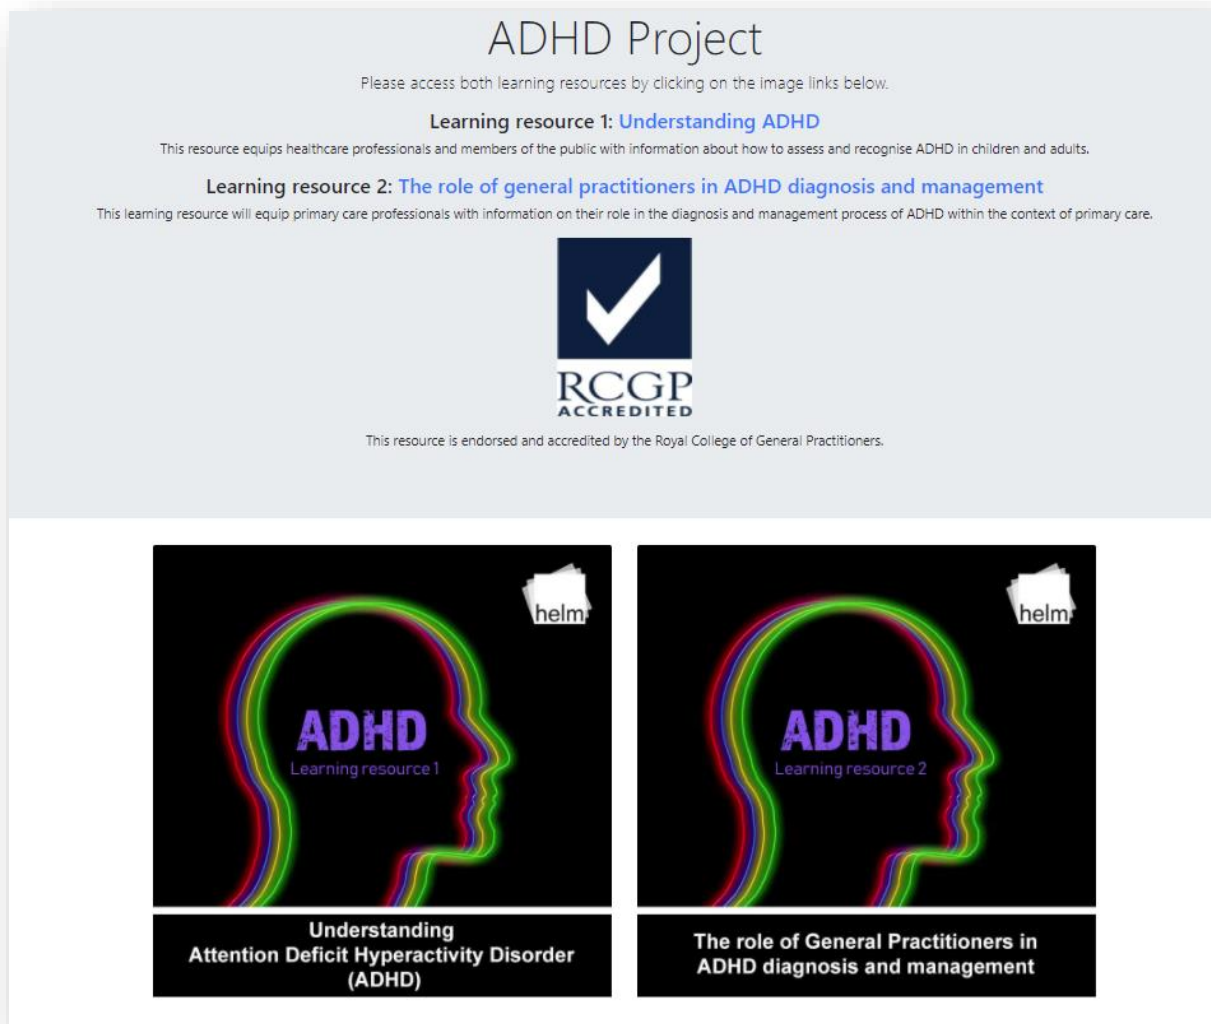 ADHD Project
Please access both learning resources by clicking on the image links below.
Learning resource 1: Understanding ADHD
This resource equips healthcare professionals and members of the public with information about how to assess and recognise ADHD in children and adults.
Learning resource 2: The role of general practitioners in ADHD diagnosis and management
This learning resource will equip primary care professionals with information on their role in the diagnosis and management process of ADHD within the context of primary care.
RCGP
ACCREDITED
This resource is endorsed and accredited by the Royal College of General Practitioners.
helm
ADHD
Learning resource 1
Understanding
Attention Deficit Hyperactivity Disorder
(ADHD)
helm
ADHD
Learning resource 2
The role of General Practitioners in
ADHD diagnosis and management